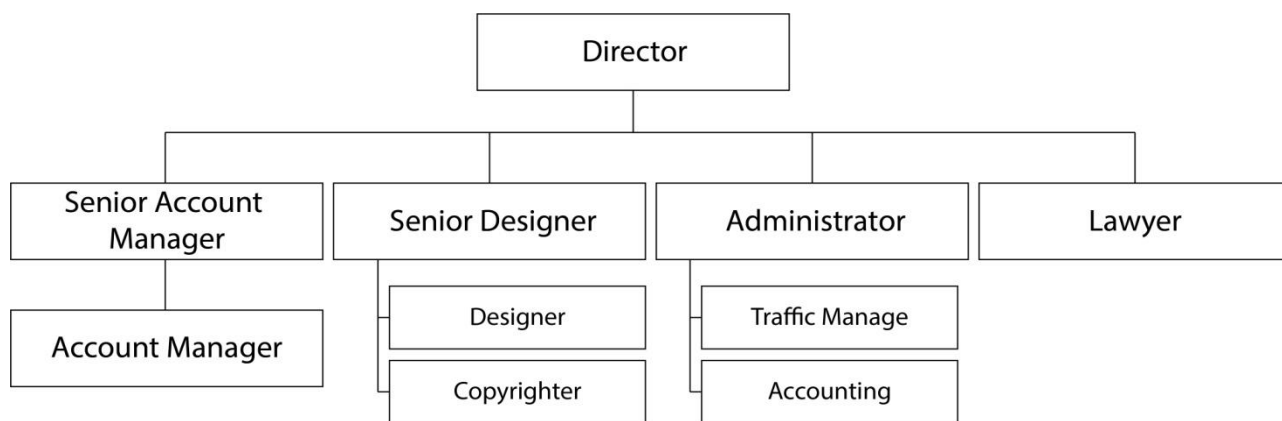 Director
Senior Account
Manager
Senior Designer
Administrator
Lawyer
Account Manager
Designer
Traffic Manage
Copyrighter
Accounting